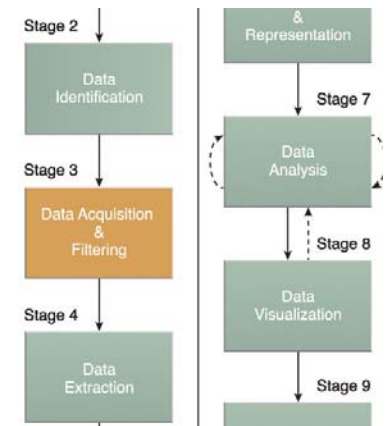 Stage 2
Data
Identification
Stage 3
Data Acquisition
&
Filtering
Stage 4
Data
Extraction
&
Representation
Stage 7
Data
Analysis
Stage 8
Data
Visualization
Stage 9